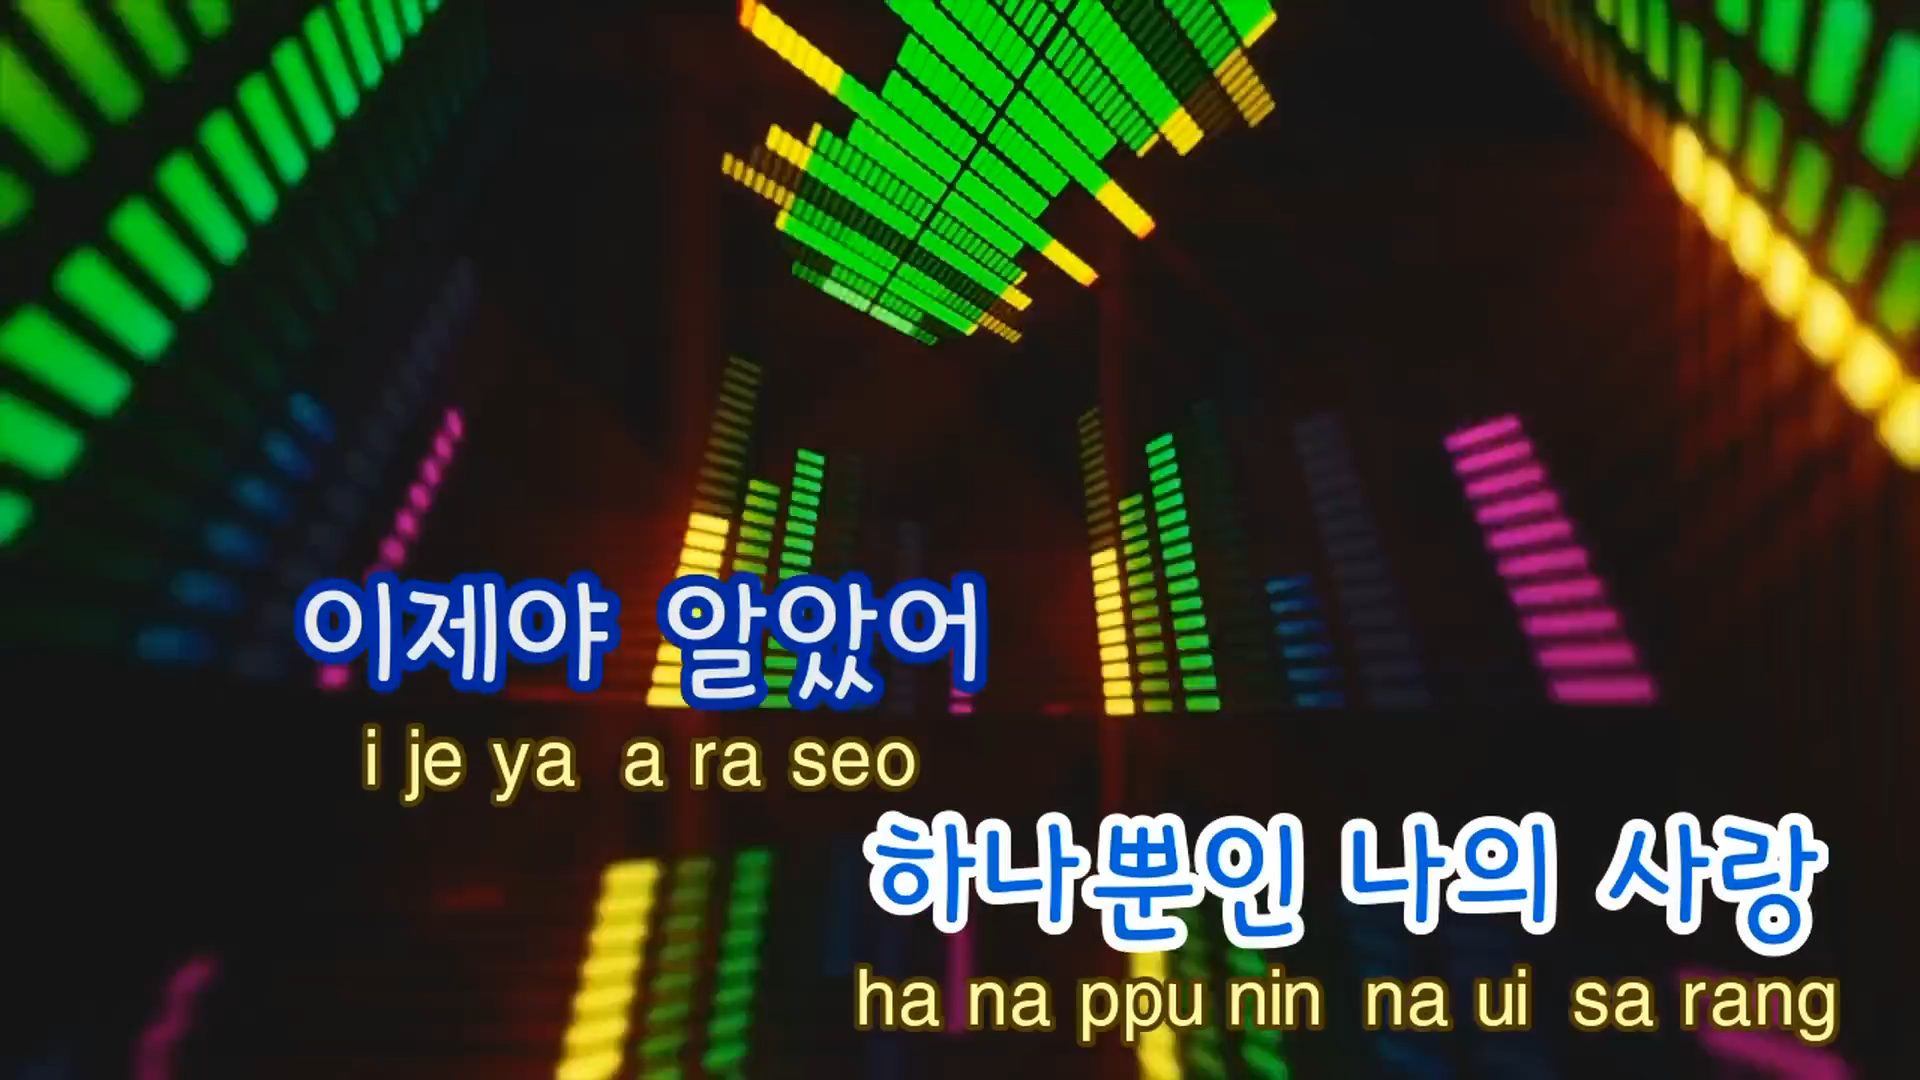 이제야 알았어
i je ya a ra seo
하나뿐인 나의 사랑
ha na ppu nin na ui sa rang